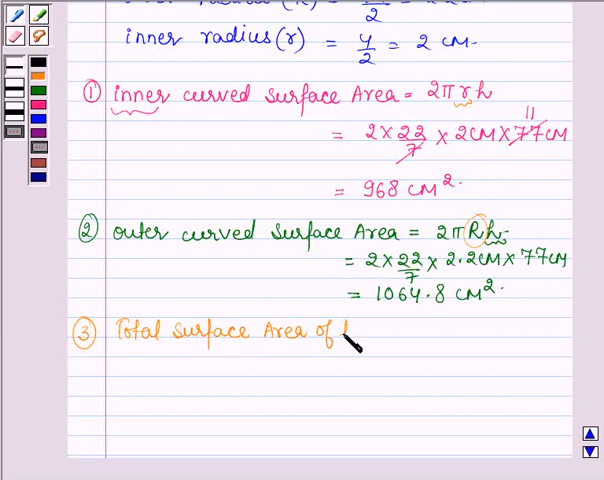 2
inner radius(r) = 4/2 = 2 cm.
① inner curved Surface Area = 2πrh
= 2 × 22/7 × 2cm × 77cm
11
= 968 cm².
② outer curved Surface Area = 2πRh.
= 2 × 22/7 × 2.2cm × 77cm
= 1064.8 cm².
③ Total Surface Area of